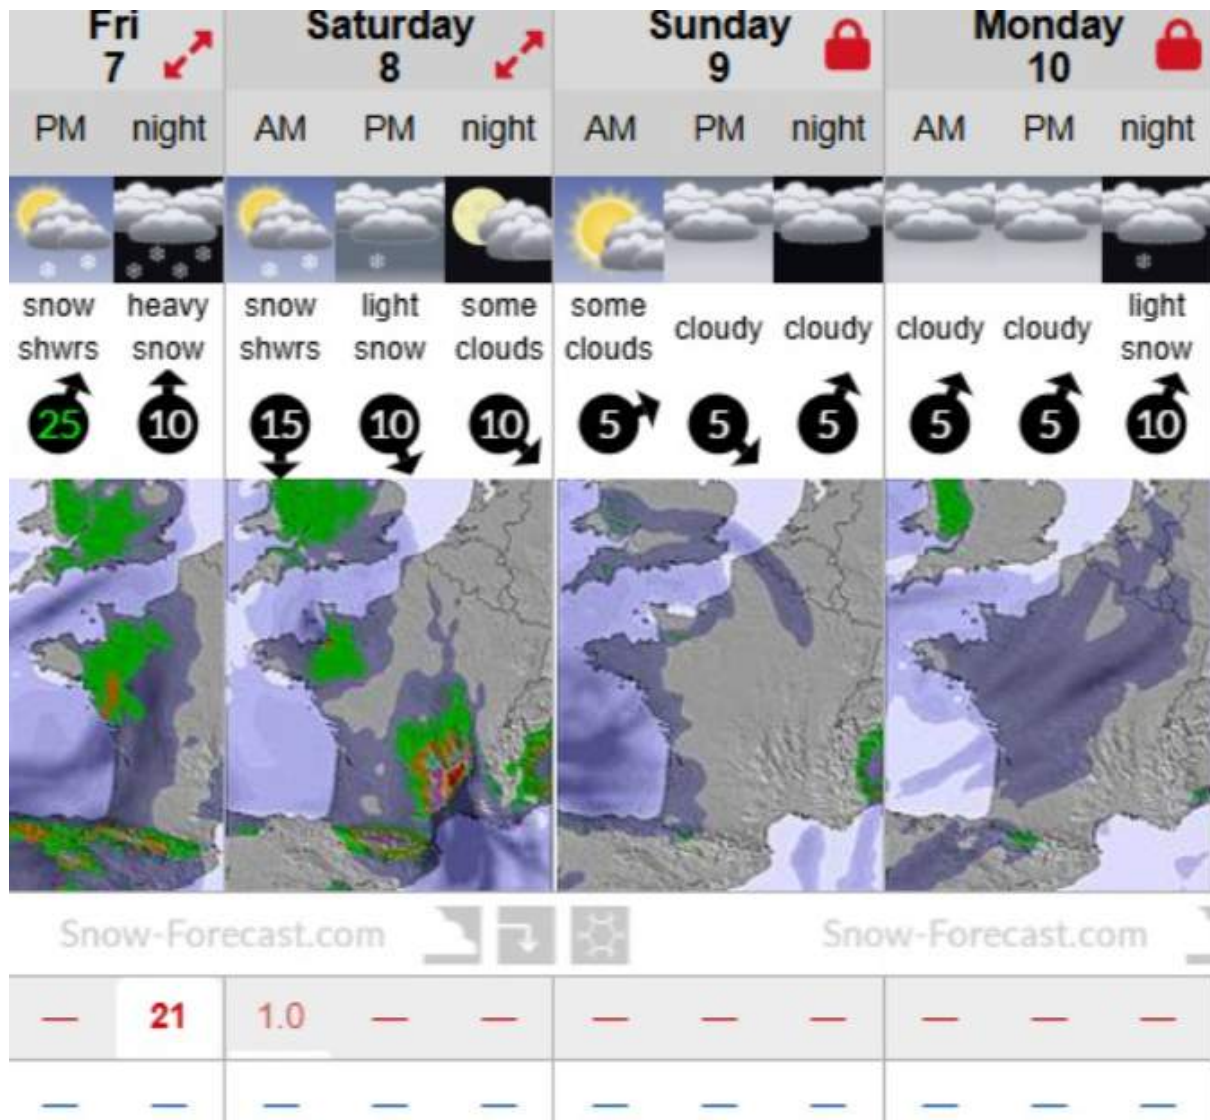 Fri Saturday Sunday Monday
7 8 9 10
PM night AM PM night AM PM night AM PM night
snow heavy snow light some some cloudy cloudy cloudy cloudy light
shwrs snow shwrs snow clouds clouds snow
25 10 15 10 10 5 5 5 5 5 10
Snow-Forecast.com Snow-Forecast.com
— 21 1.0 — — — — — — — —
— — — — — — — — — — —